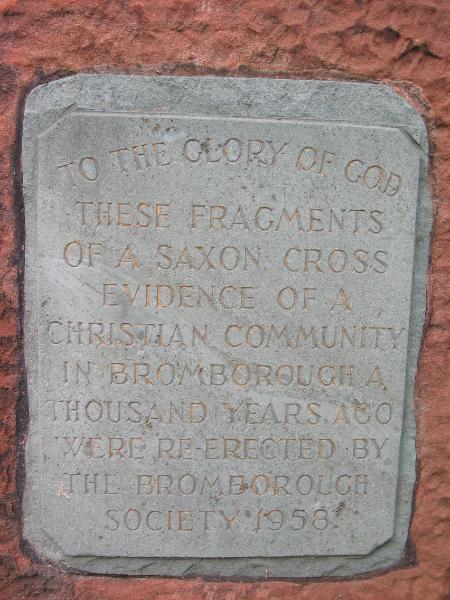 TO THE GLORY OF GOD
THESE FRAGMENTS
OF A SAXON CROSS
EVIDENCE OF A
CHRISTIAN COMMUNITY
IN BROMBOROUGH A
THOUSAND YEARS AGO
WERE RE-ERECTED BY
THE BROMBOROUGH
SOCIETY 1958